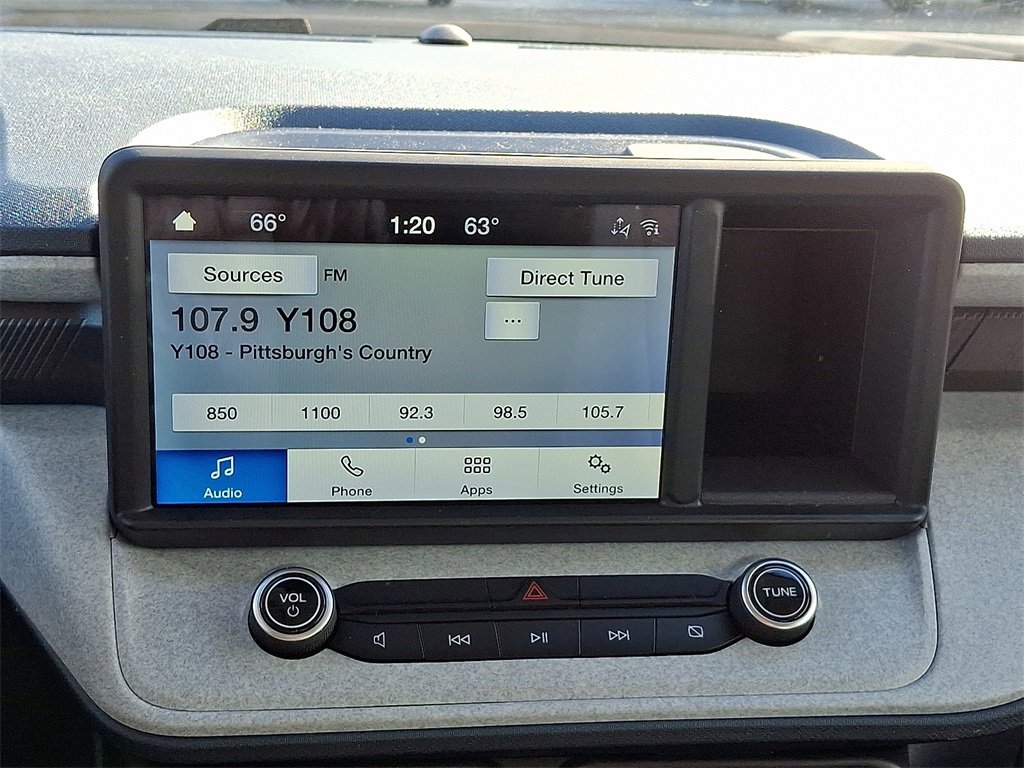 66° 1:20 63°
Sources FM Direct Tune
107.9 Y108 ...
Y108 - Pittsburgh's Country
850 1100 92.3 98.5 105.7
Audio Phone Apps Settings
VOL TUNE